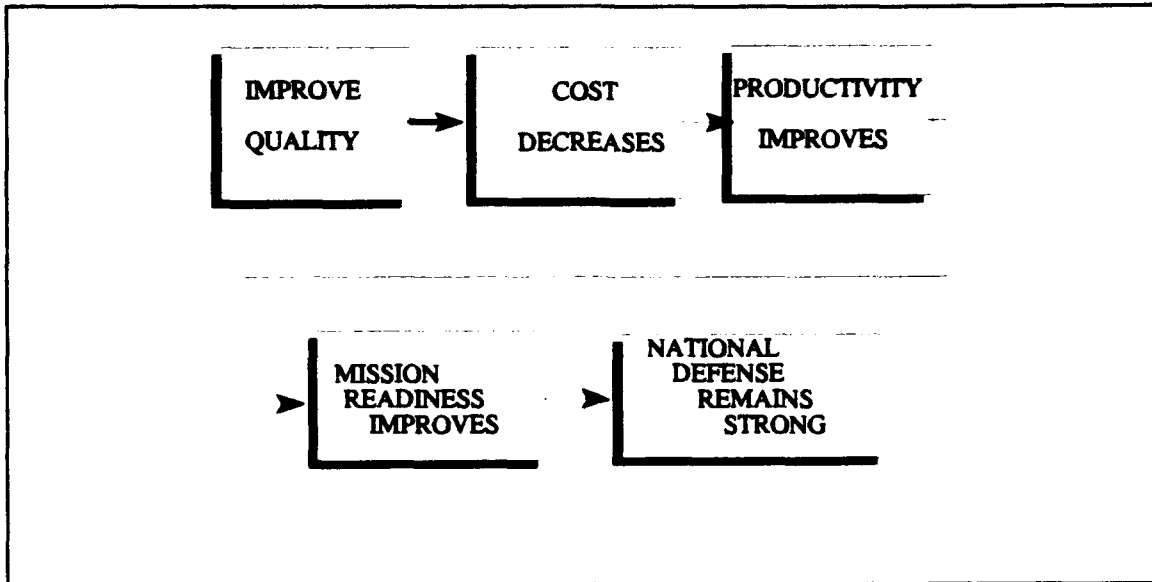 IMPROVE
QUALITY
COST
DECREASES
PRODUCTIVITY
IMPROVES
MISSION
READINESS
IMPROVES
NATIONAL
DEFENSE
REMAINS
STRONG